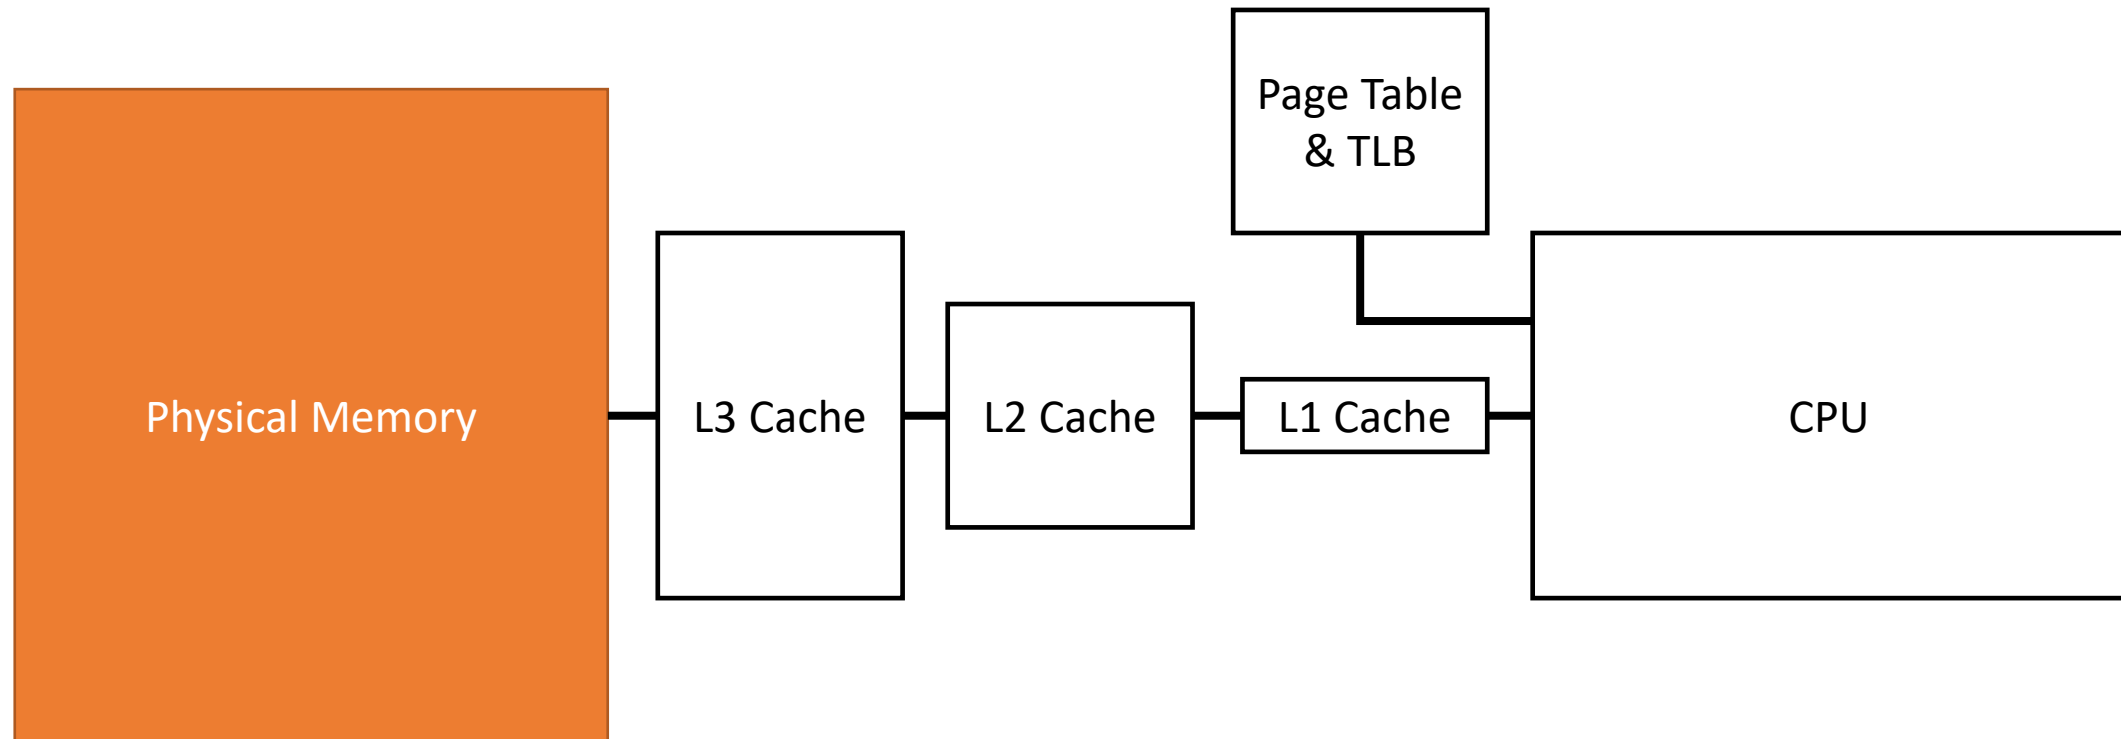 Page Table
& TLB
Physical Memory
L3 Cache
L2 Cache
L1 Cache
CPU